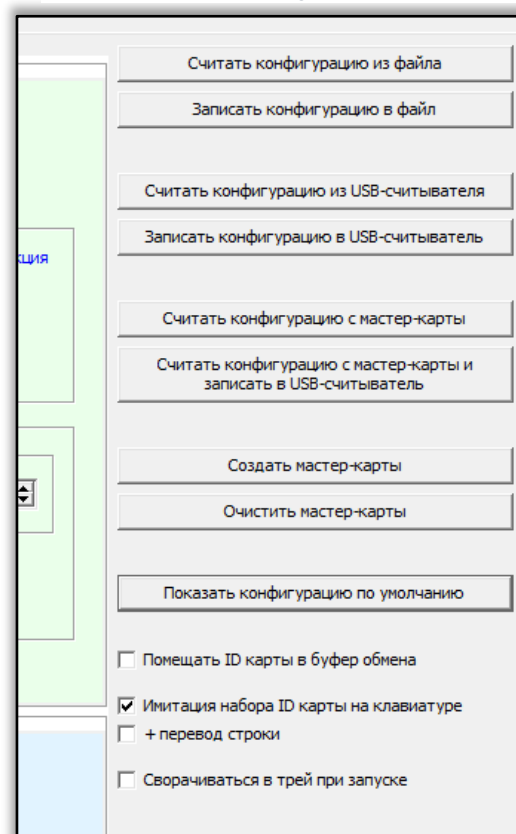 Считать конфигурацию из файла
Записать конфигурацию в файл
Считать конфигурацию из USB-считывателя
Записать конфигурацию в USB-считыватель
кция
Считать конфигурацию с мастер-карты
Считать конфигурацию с мастер-карты и
записать в USB-считыватель
Создать мастер-карты
Очистить мастер-карты
Показать конфигурацию по умолчанию
Помещать ID карты в буфер обмена
Имитация набора ID карты на клавиатуре
+ перевод строки
Сворачиваться в трей при запуске